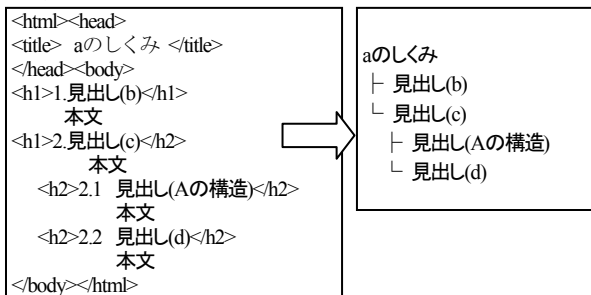 <html><head>
<title> aのしくみ </title>
</head><body>
<h1>1.見出し(b)</h1>
本文
<h1>2.見出し(c)</h2>
本文
<h2>2.1 見出し(Aの構造)</h2>
本文
<h2>2.2 見出し(d)</h2>
本文
</body></html>
aのしくみ
├ 見出し(b)
└ 見出し(c)
├ 見出し(Aの構造)
└ 見出し(d)